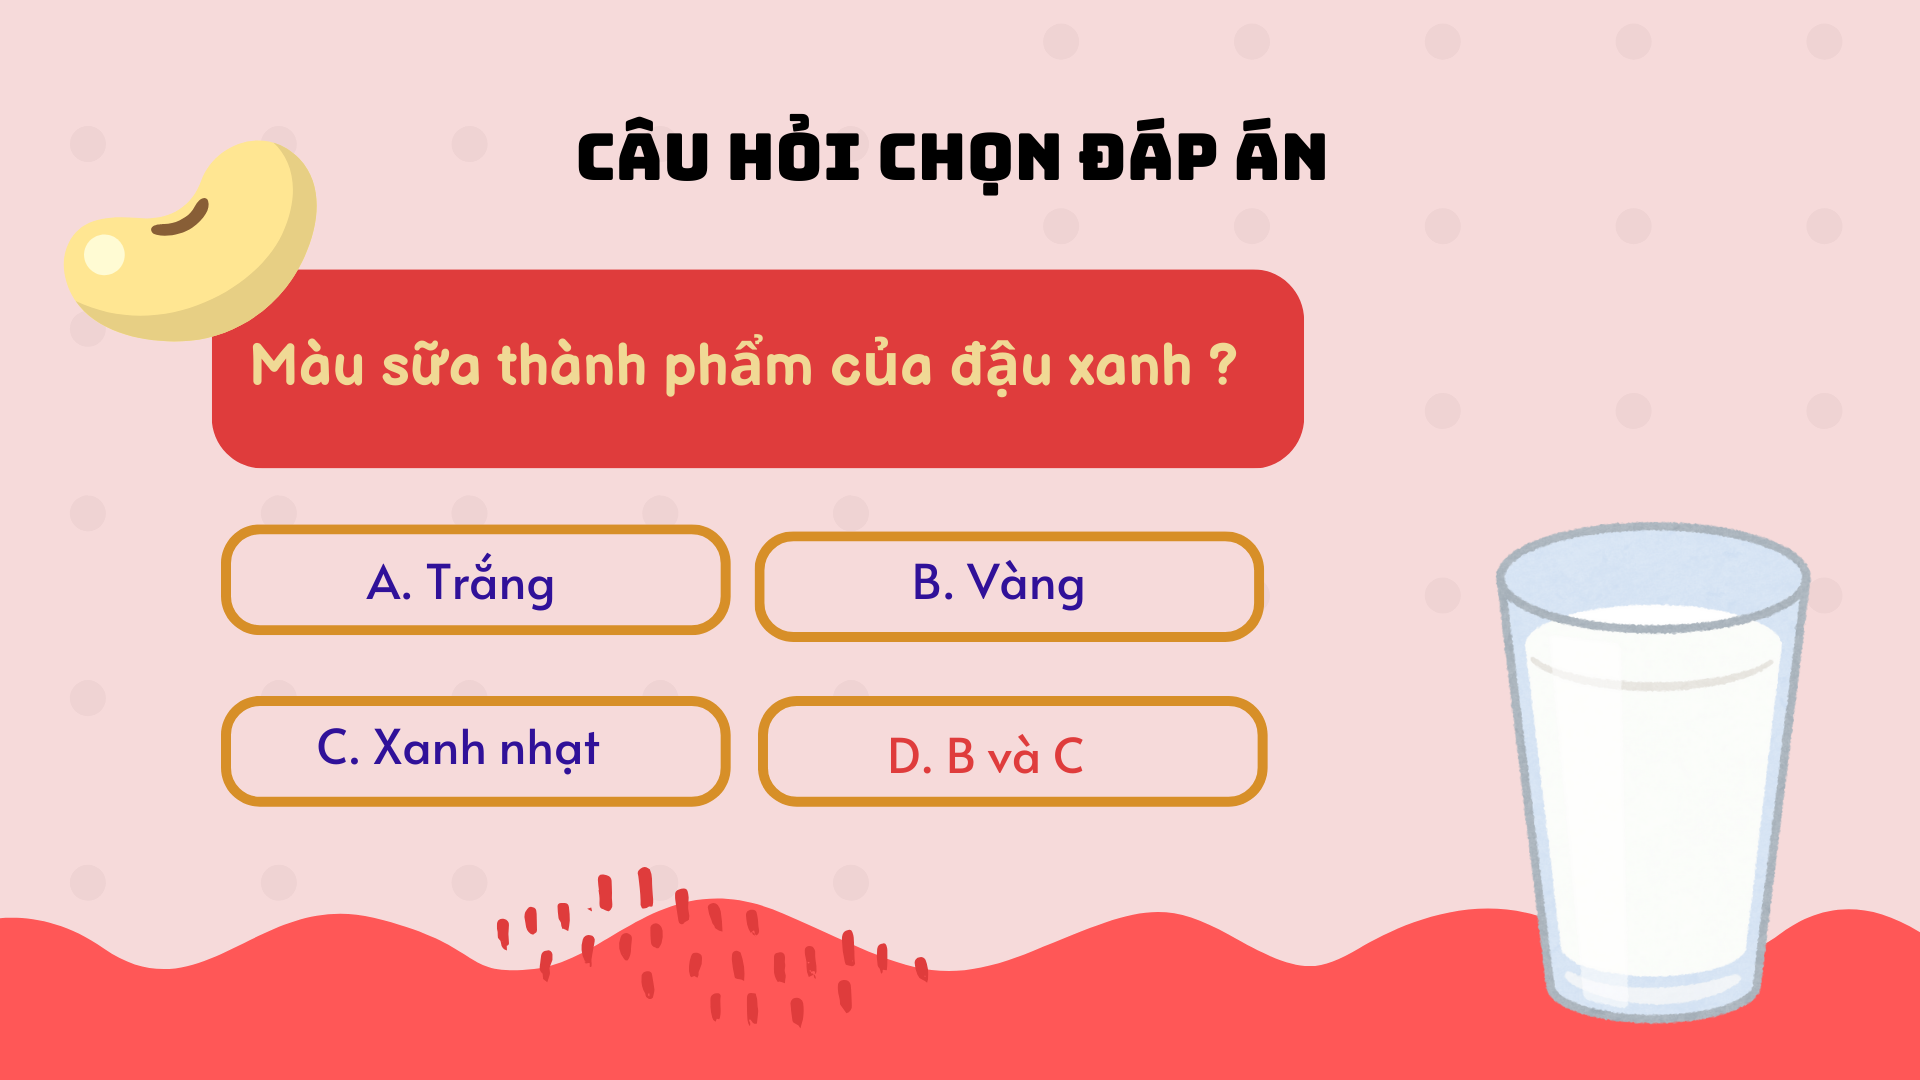 CÂU HỎI CHỌN ĐÁP ÁN
Màu sữa thành phẩm của đậu xanh ?
A. Trắng
B. Vàng
C. Xanh nhạt
D. B và C